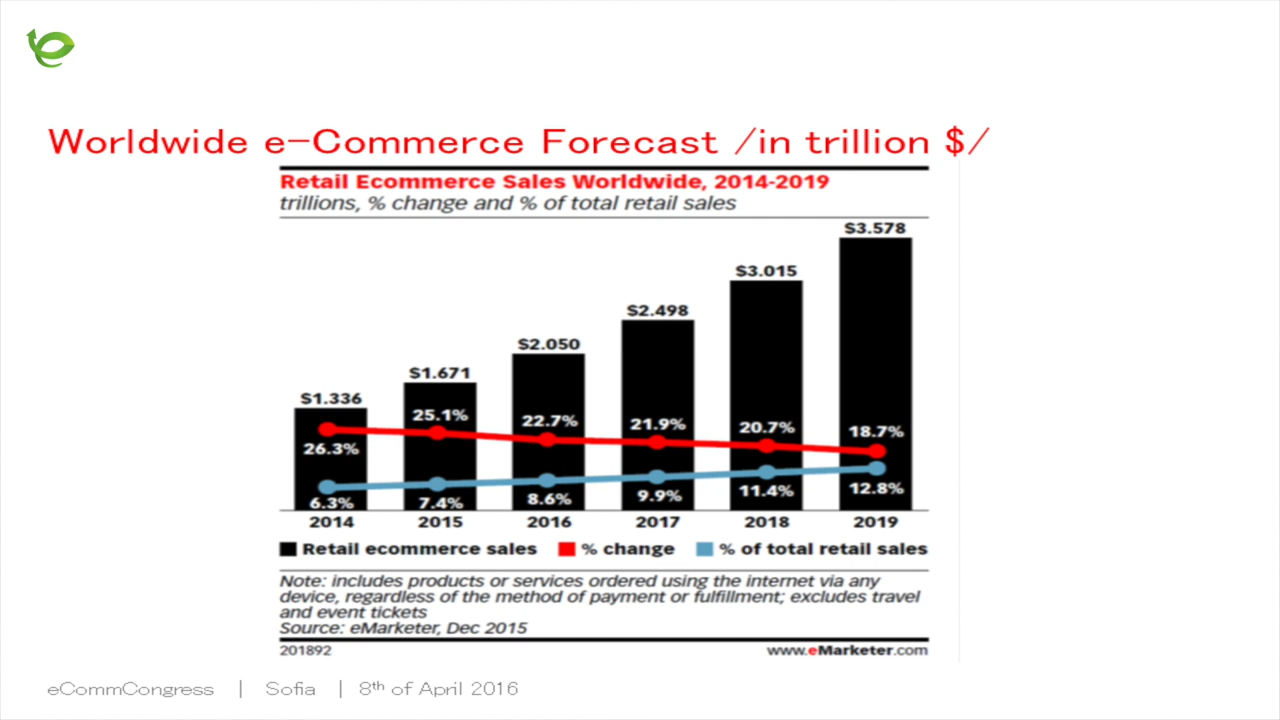 Worldwide e-Commerce Forecast /in trillion $/
Retail Ecommerce Sales Worldwide, 2014-2019
trillions, % change and % of total retail sales
$3.578
$3.015
$2.498
$2.050
$1.671
$1.336
25.1% 22.7% 21.9% 20.7% 18.7%
26.3%
6.3% 7.4% 8.6% 9.9% 11.4% 12.8%
2014 2015 2016 2017 2018 2019
Retail ecommerce sales % change % of total retail sales
Note: includes products or services ordered using the internet via any
device, regardless of the method of payment or fulfillment; excludes travel
and event tickets
Source: eMarketer, Dec 2015
201892 www.eMarketer.com
eCommCongress | Sofia | 8th of April 2016